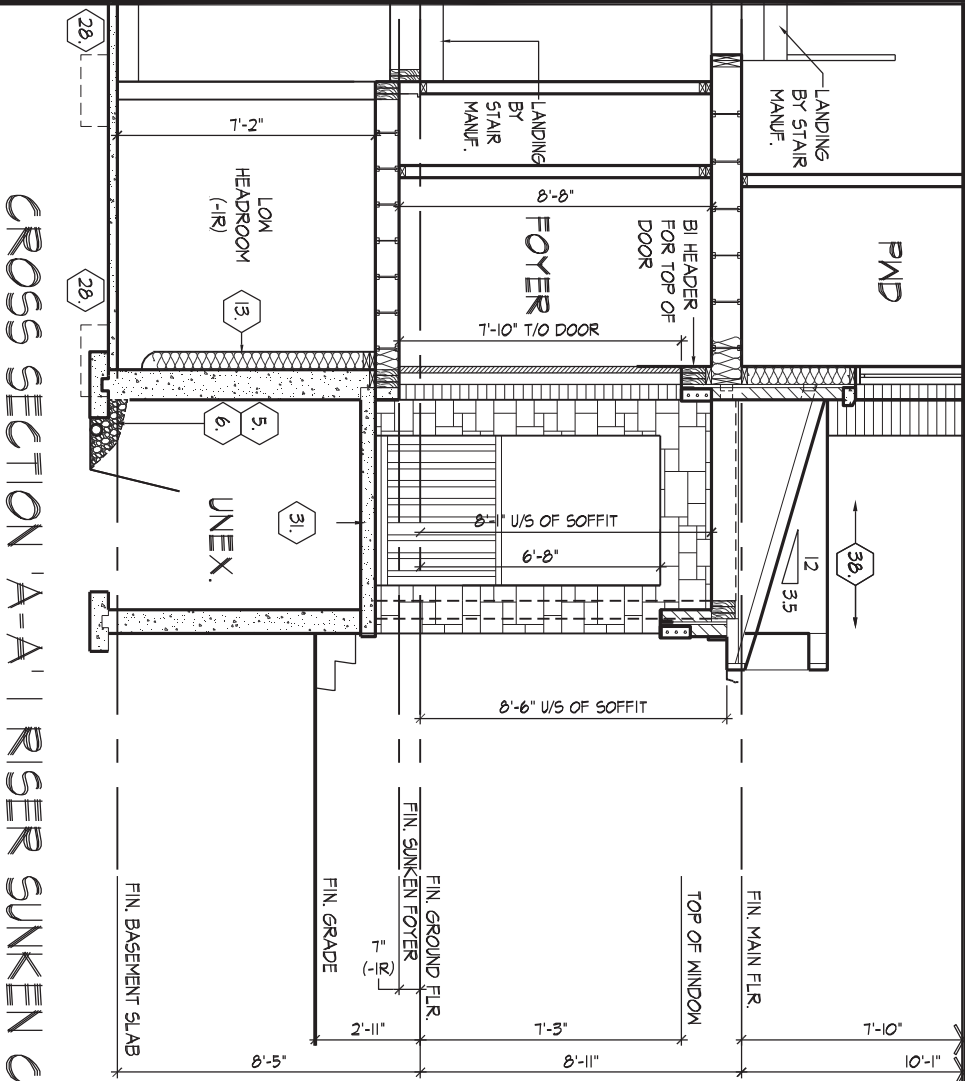 28.
28.
7'-2"
LOW
HEADROOM
(-1R)
13.
5.
6.
UNEX.
31.
LANDING
BY
STAIR
MANUF.
8'-8"
FOYER
BI HEADER
FOR TOP OF
DOOR
7'-10" T/O DOOR
LANDING
BY STAIR
MANUF.
PWD
8'-1" U/S OF SOFFIT
6'-8"
12
3.5
38.
8'-6" U/S OF SOFFIT
FIN. MAIN FLR.
TOP OF WINDOW
FIN. GROUND FLR.
FIN. SUNKEN FOYER
7"
(-1R)
FIN. GRADE
FIN. BASEMENT SLAB
7'-10"
10'-1"
7'-3"
8'-11"
2'-11"
8'-5"
CROSS SECTION 'A-A' 1 RISER SUNKEN